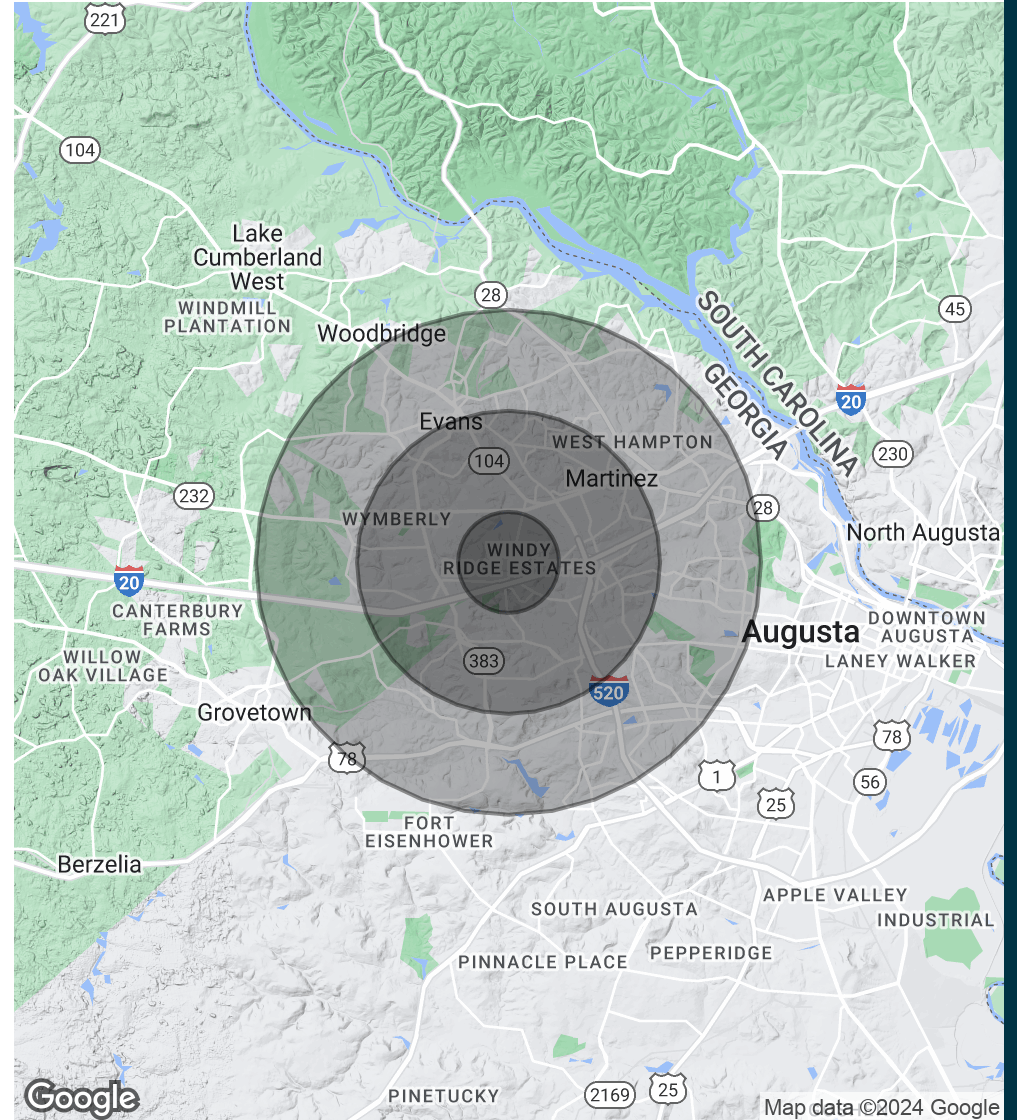 221
104
Lake
Cumberland
West
WINDMILL
PLANTATION
28
Woodbridge
SOUTH CAROLINA
GEORGIA
45
20
Evans
WEST HAMPTON
104
230
Martinez
232
28
WYMBERLY
North Augusta
WINDY
RIDGE ESTATES
20
CANTERBURY
FARMS
DOWNTOWN
AUGUSTA
Augusta
LANEY WALKER
WILLOW
OAK VILLAGE
383
520
Grovetown
78
78
1
56
25
FORT
EISENHOWER
Berzelia
APPLE VALLEY
SOUTH AUGUSTA
INDUSTRIAL
PINNACLE PLACE
PEPPERIDGE
PINETUCKY
2169
25
Google
Map data ©2024 Google